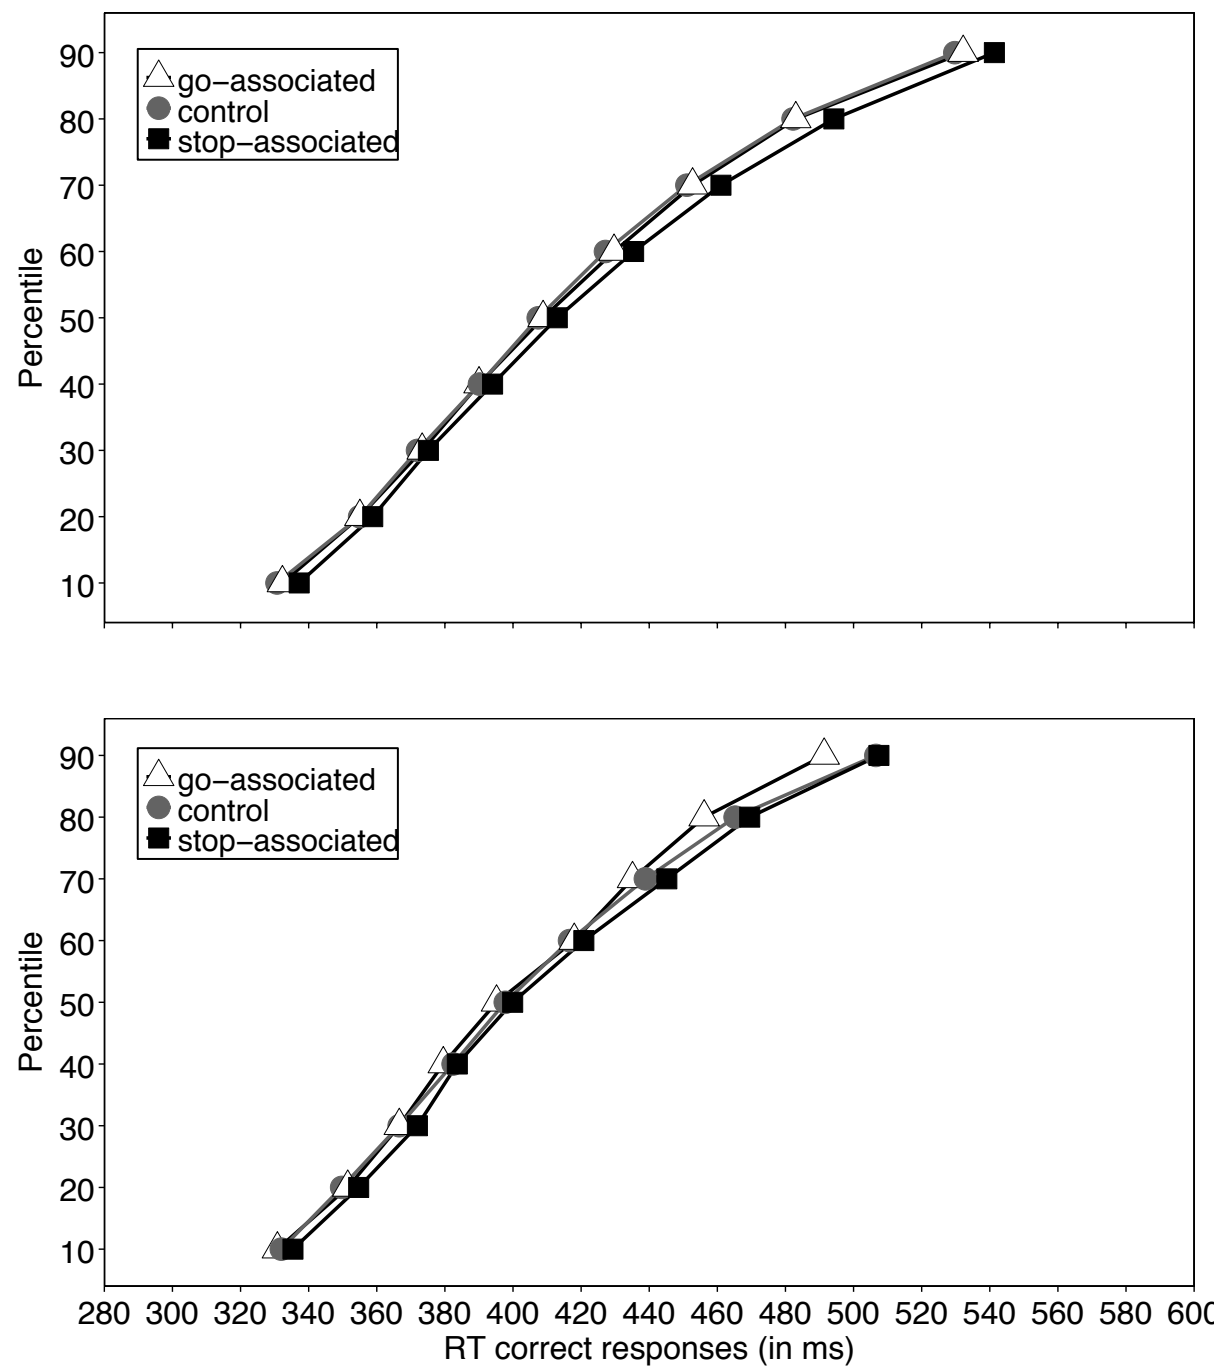 go−associated
control
stop−associated
90
80
70
60
50
40
30
20
10
Percentile
go−associated
control
stop−associated
90
80
70
60
50
40
30
20
10
Percentile
280 300 320 340 360 380 400 420 440 460 480 500 520 540 560 580 600
RT correct responses (in ms)